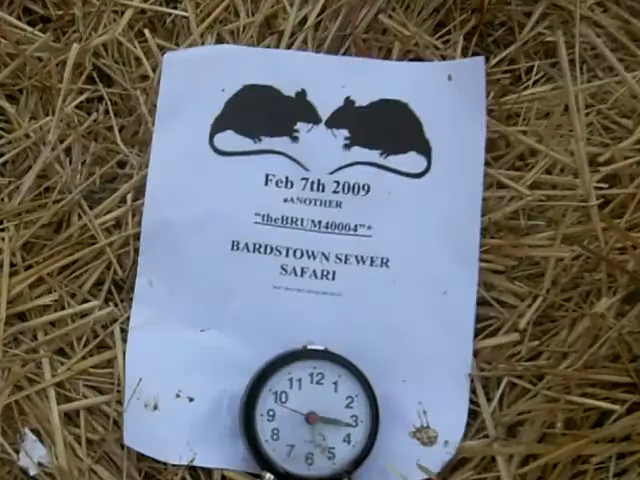 Feb 7th 2009
*ANOTHER
"theBRUM40004"*
BARDSTOWN SEWER
SAFARI
12
1
2
3
4
5
6
7
8
9
10
11